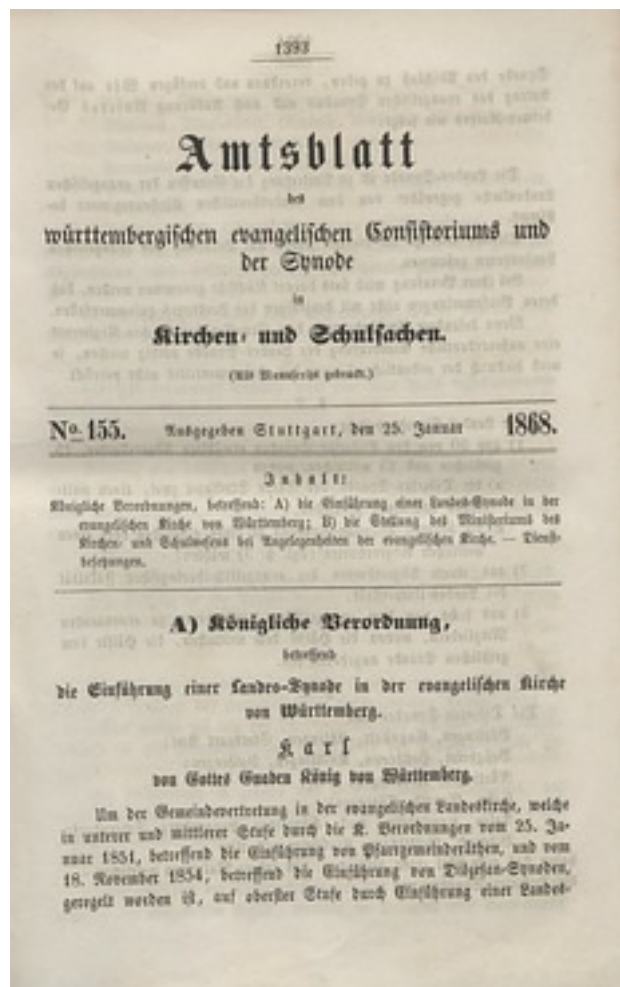 1393
Amtsblatt
des
württembergischen evangelischen Consistoriums und
der Synode
in
Kirchen- und Schulsachen.
(Als Manuscript gedruckt.)
No. 155. Ausgegeben Stuttgart, den 25. Januar 1868.
Inhalt:
Königliche Verordnungen, betreffend: A) die Einführung einer Landes-Synode in der
evangelischen Kirche von Württemberg; B) die Stellung des Ministeriums des
Kirchen- und Schulwesens bei Angelegenheiten der evangelischen Kirche. — Dienst-
besetzungen.
A) Königliche Verordnung,
betreffend
die Einführung einer Landes-Synode in der evangelischen Kirche
von Württemberg.
Karl
von Gottes Gnaden König von Württemberg.
Um der Gemeindevertretung in der evangelischen Landeskirche, welche
in unterer und mittlerer Stufe durch die K. Verordnungen vom 25. Ja-
nuar 1851, betreffend die Einführung von Pfarrgemeinderäthen, und vom
18. November 1854, betreffend die Einführung von Diözesan-Synoden,
geregelt worden ist, auf oberster Stufe durch Einführung einer Landes-